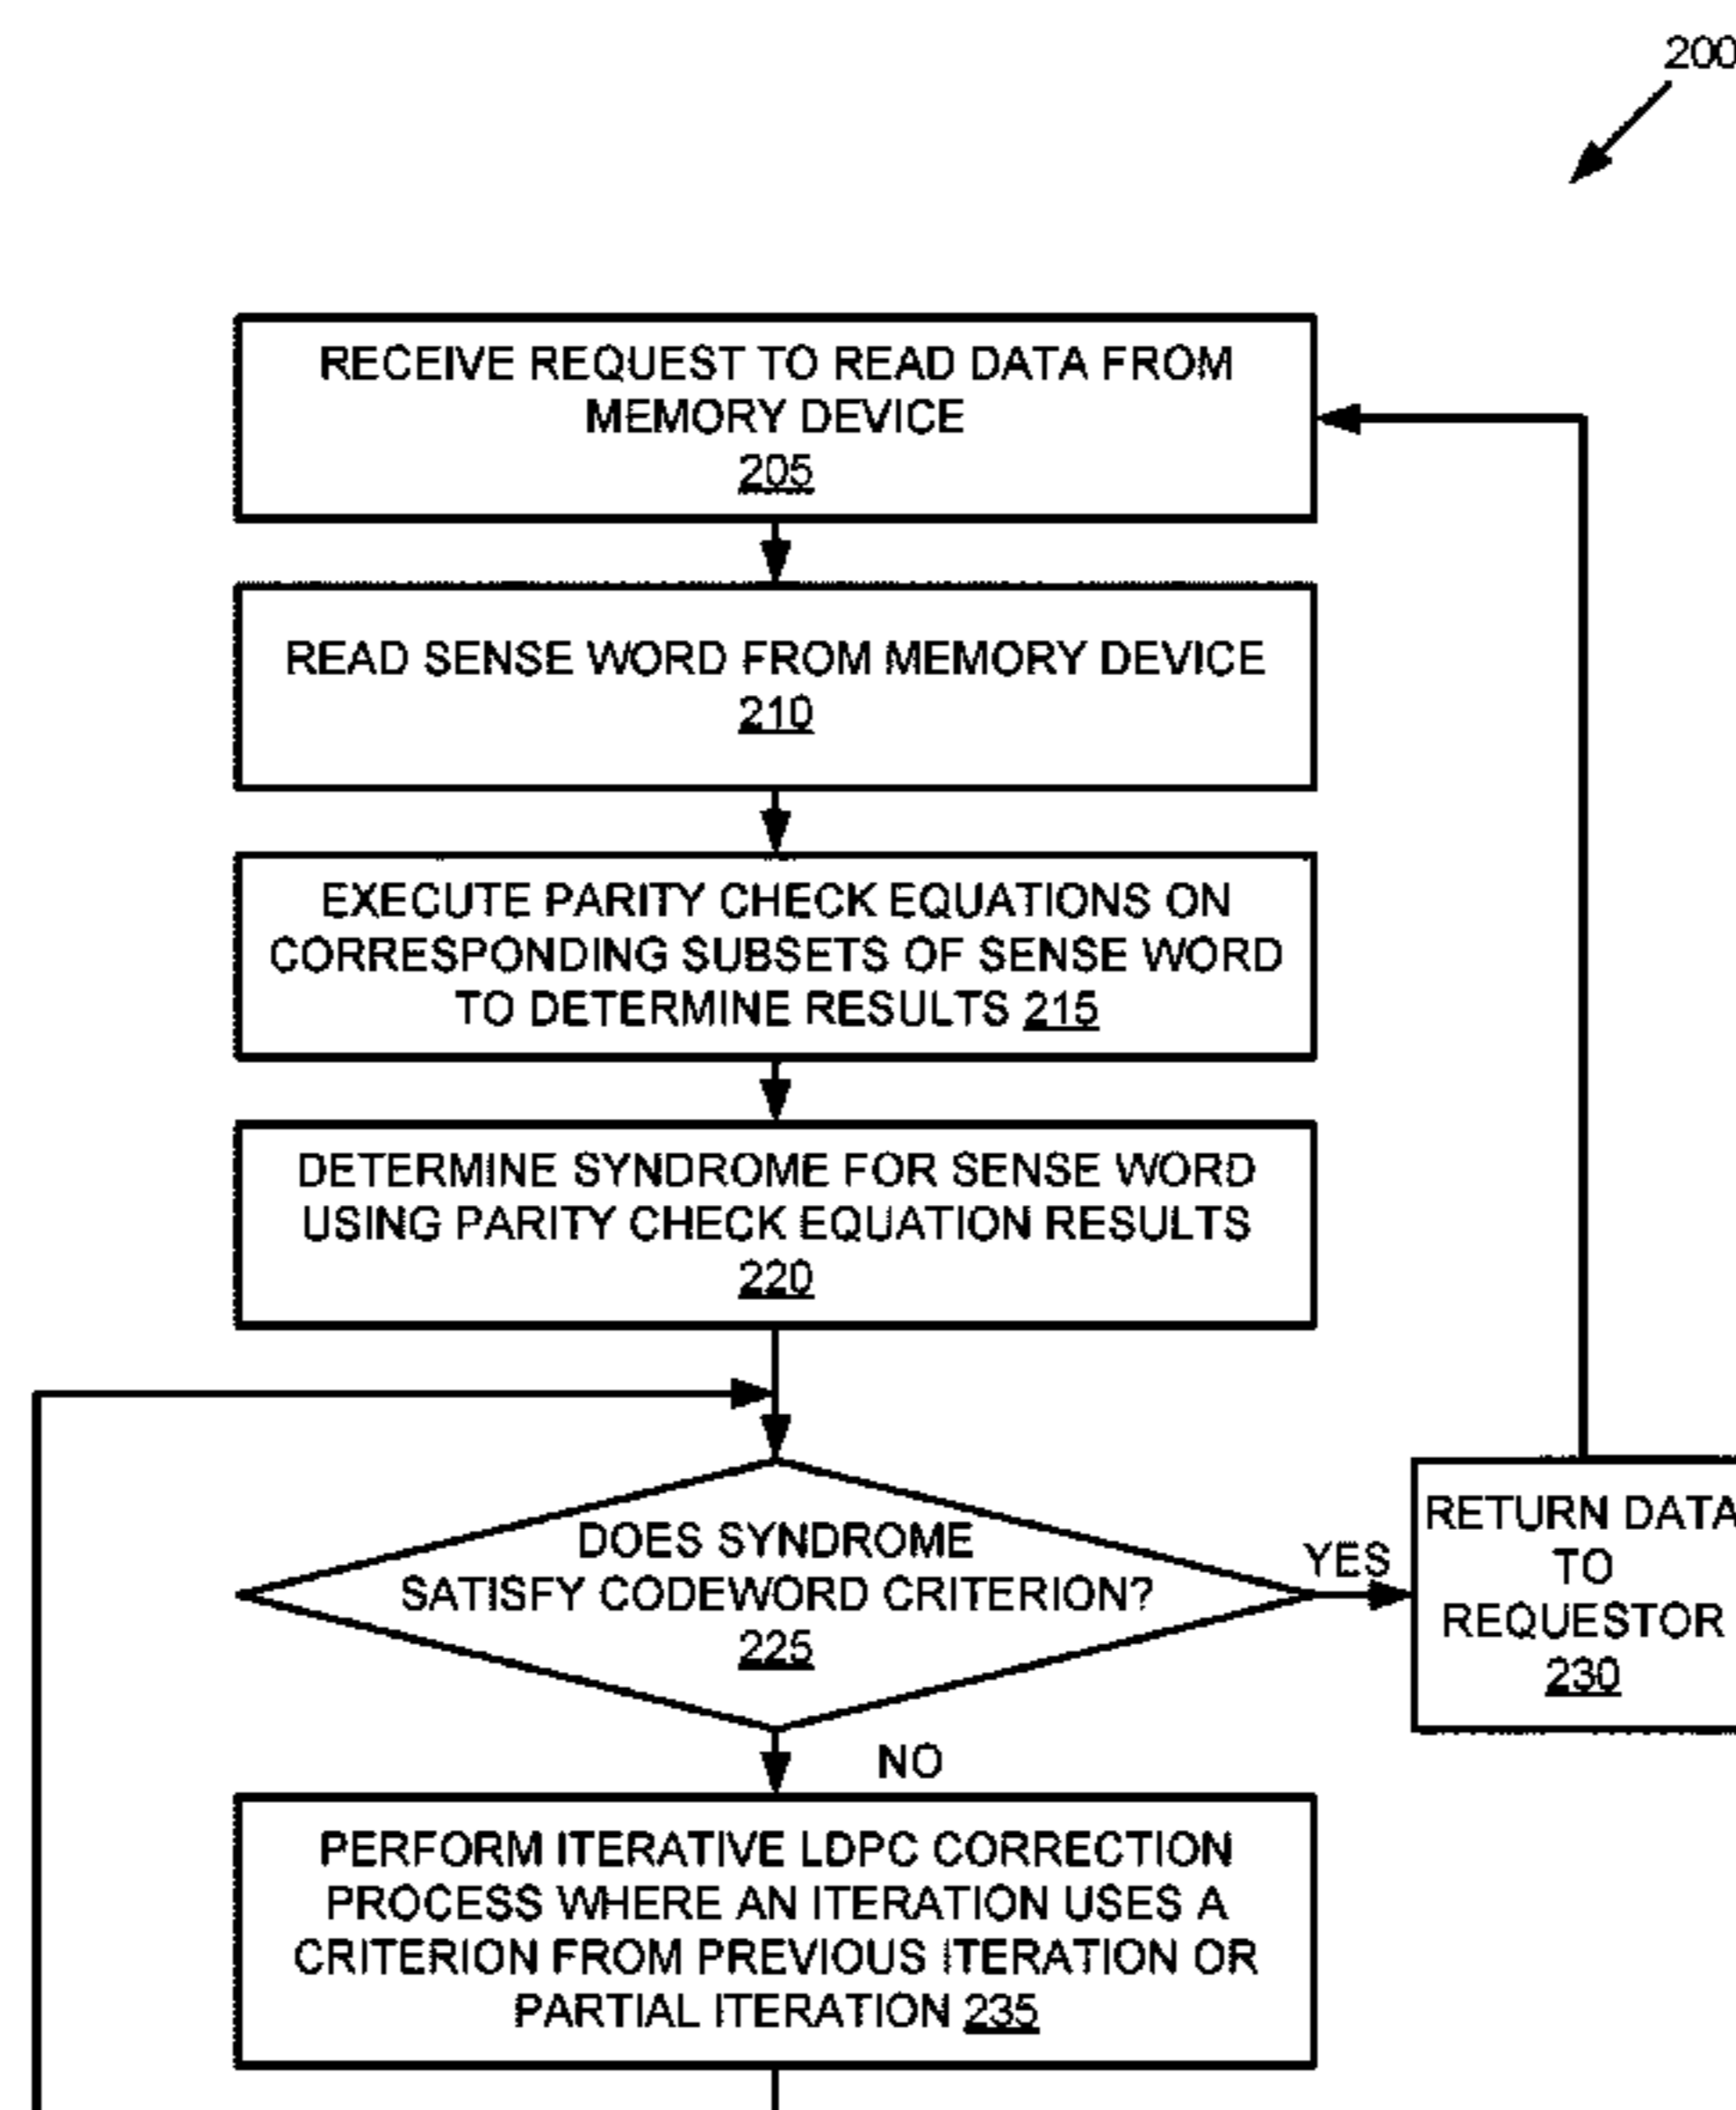 200
RECEIVE REQUEST TO READ DATA FROM
MEMORY DEVICE
205
READ SENSE WORD FROM MEMORY DEVICE
210
EXECUTE PARITY CHECK EQUATIONS ON
CORRESPONDING SUBSETS OF SENSE WORD
TO DETERMINE RESULTS 215
DETERMINE SYNDROME FOR SENSE WORD
USING PARITY CHECK EQUATION RESULTS
220
DOES SYNDROME
SATISFY CODEWORD CRITERION?
225
YES
RETURN DATA
TO
REQUESTOR
230
NO
PERFORM ITERATIVE LDPC CORRECTION
PROCESS WHERE AN ITERATION USES A
CRITERION FROM PREVIOUS ITERATION OR
PARTIAL ITERATION 235